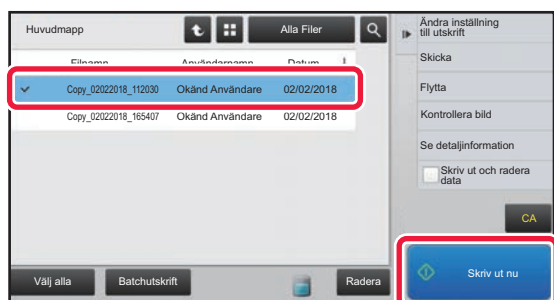 Huvudmapp
Alla Filer
Filnamn
Användarnamn
Datum
Copy_02022018_112030
Okänd Användare
02/02/2018
Copy_02022018_165407
Okänd Användare
02/02/2018
Välj alla
Batchutskrift
Radera
Ändra inställning
till utskrift
Skicka
Flytta
Kontrollera bild
Se detaljinformation
Skriv ut och radera
data
CA
Skriv ut nu